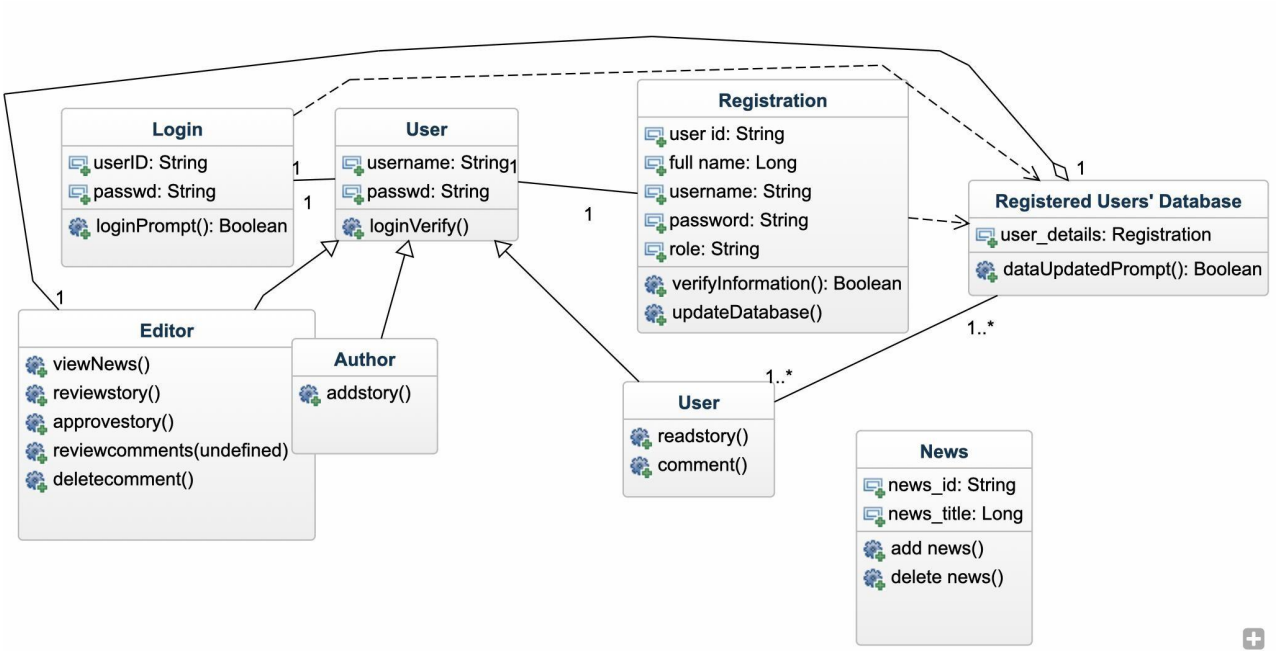 Login
userID: String
passwd: String
loginPrompt(): Boolean
1
1
User
username: String
passwd: String
loginVerify()
1
1
Registration
user id: String
full name: Long
username: String
password: String
role: String
verifyInformation(): Boolean
updateDatabase()
1
Registered Users' Database
user_details: Registration
dataUpdatedPrompt(): Boolean
1..*
1..*
1
Editor
viewNews()
reviewstory()
approvestory()
reviewcomments(undefined)
deletecomment()
Author
addstory()
User
readstory()
comment()
News
news_id: String
news_title: Long
add news()
delete news()